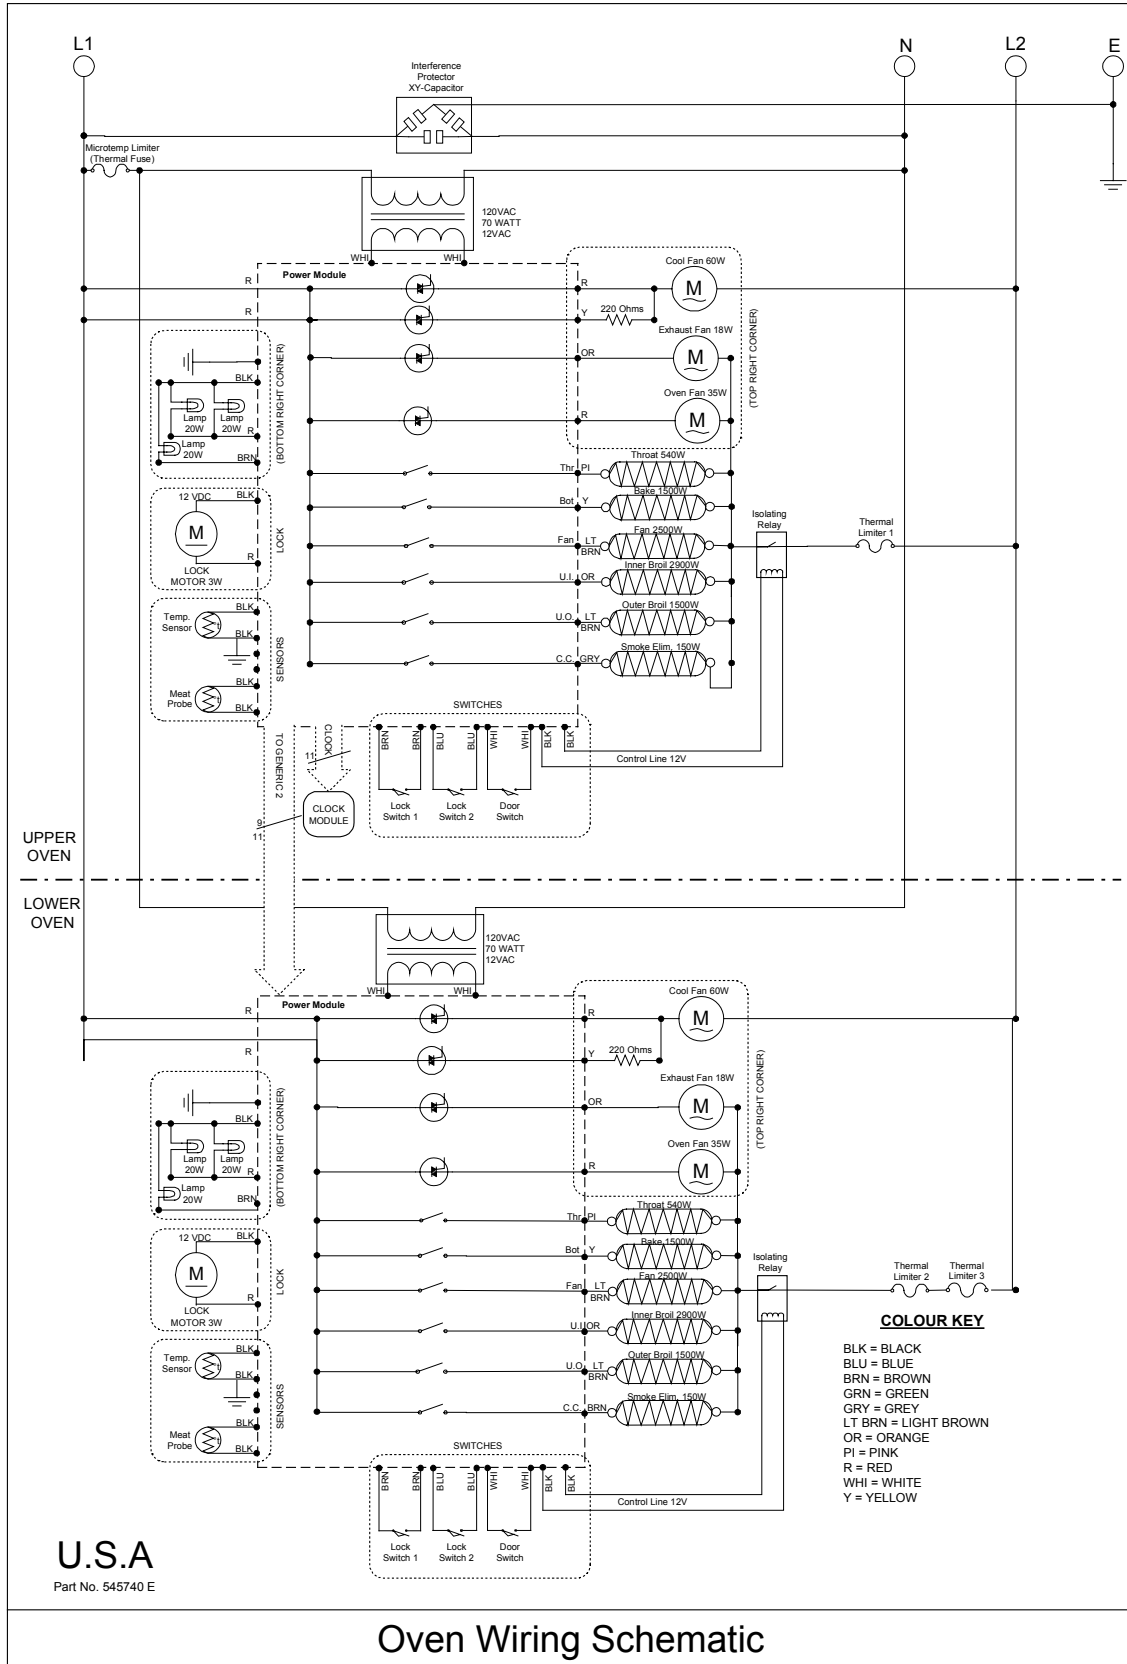 L1
N
L2
E
Interference
Protector
XY-Capacitor
Microtemp Limiter
(Thermal Fuse)
120VAC
70 WATT
12VAC
WHI
WHI
Power Module
R
R
Cool Fan 60W
M
R
Y
220 Ohms
Exhaust Fan 18W
M
OR
Oven Fan 35W
M
R
(TOP RIGHT CORNER)
BLK
Lamp
20W
Lamp
20W
R
Lamp
20W
BRN
(BOTTOM RIGHT CORNER)
12 VDC
BLK
M
R
LOCK
MOTOR 3W
LOCK
Temp.
Sensor
t
BLK
BLK
Meat
Probe
t
BLK
BLK
SENSORS
Thr
PI
Throat 540W
Bot
Y
Bake 1500W
Fan
LT
BRN
Fan 2500W
U.I.
OR
Inner Broil 2900W
U.O.
LT
BRN
Outer Broil 1500W
C.C.
GRY
Smoke Elim, 150W
Isolating
Relay
Thermal
Limiter 1
SWITCHES
BRN
BRN
BLU
BLU
WHI
WHI
BLK
BLK
Control Line 12V
Lock
Switch 1
Lock
Switch 2
Door
Switch
TO GENERIC 2
CLOCK
11
CLOCK
MODULE
9
11
UPPER
OVEN
LOWER
OVEN
120VAC
70 WATT
12VAC
WHI
WHI
Power Module
R
R
Cool Fan 60W
M
R
Y
220 Ohms
Exhaust Fan 18W
M
OR
Oven Fan 35W
M
R
(TOP RIGHT CORNER)
BLK
Lamp
20W
Lamp
20W
R
Lamp
20W
BRN
(BOTTOM RIGHT CORNER)
12 VDC
BLK
M
R
LOCK
MOTOR 3W
LOCK
Temp.
Sensor
t
BLK
BLK
Meat
Probe
t
BLK
BLK
SENSORS
Thr
PI
Throat 540W
Bot
Y
Bake 1500W
Fan
LT
BRN
Fan 2500W
U.I.
OR
Inner Broil 2900W
U.O.
LT
BRN
Outer Broil 1500W
C.C.
BRN
Smoke Elim, 150W
Isolating
Relay
Thermal
Limiter 2
Thermal
Limiter 3
SWITCHES
BRN
BRN
BLU
BLU
WHI
WHI
BLK
BLK
Control Line 12V
Lock
Switch 1
Lock
Switch 2
Door
Switch
COLOUR KEY
BLK = BLACK
BLU = BLUE
BRN = BROWN
GRN = GREEN
GRY = GREY
LT BRN = LIGHT BROWN
OR = ORANGE
PI = PINK
R = RED
WHI = WHITE
Y = YELLOW
U.S.A
Part No. 545740 E
Oven Wiring Schematic